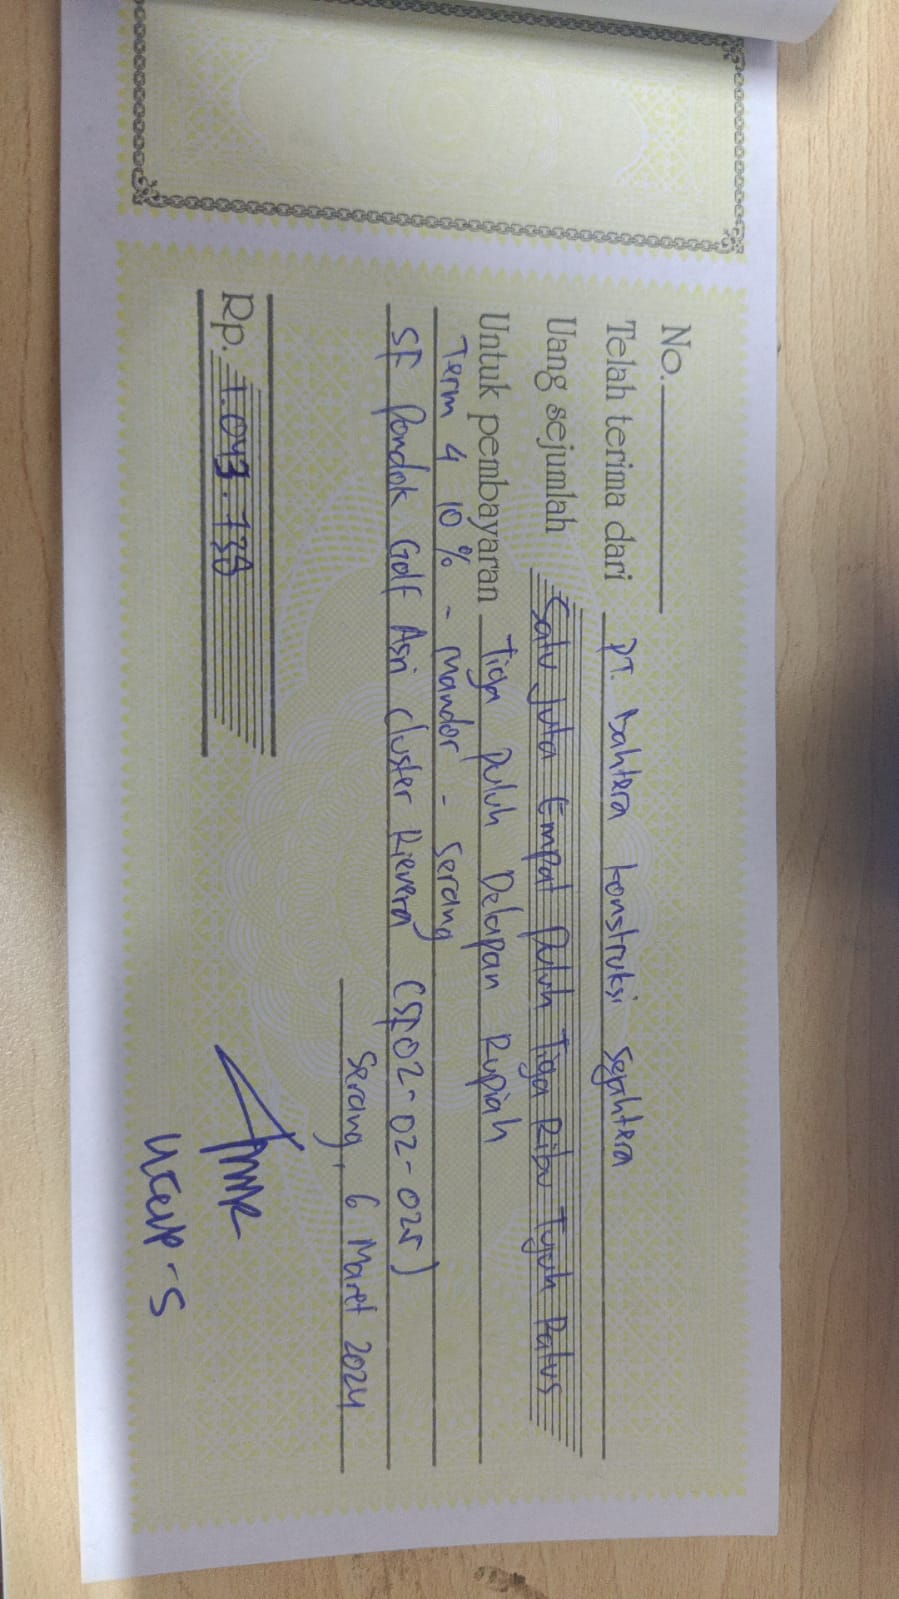 No.
Telah terima dari PT. Bahtera konstruksi sejahtera
Uang sejumlah Satu Juta Empat Puluh Tiga Ribu Tujuh Ratus
Untuk pembayaran Tiga puluh Delapan Rupiah
Term 4 10% - Mandor - Serang
SF Pondok Golf Asri Cluster Rievera (SF02-02-025)
Serang, 6 Maret 2024
Rp. 1.043.738
Ucup-S